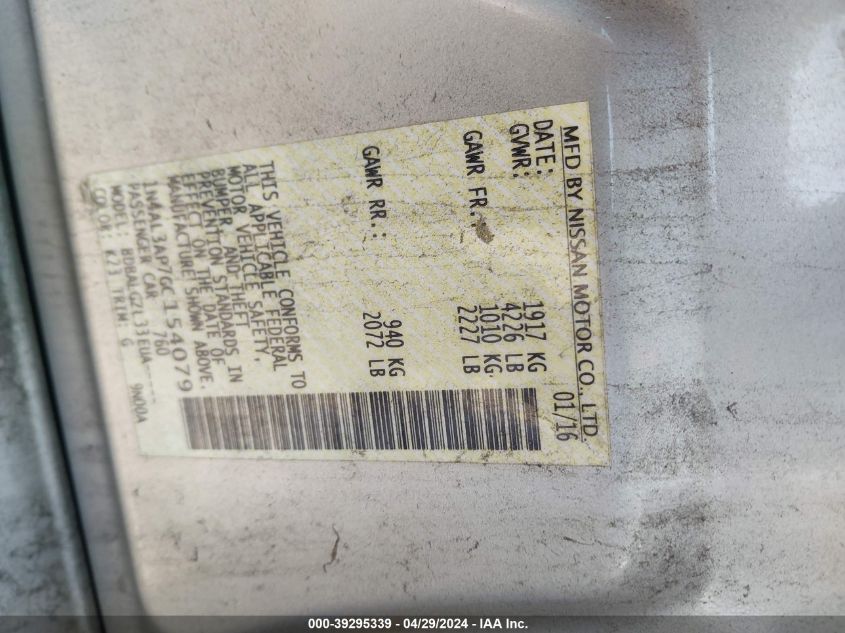 MFD BY NISSAN MOTOR CO., LTD.
DATE: 01/16
GVWR: 1917 KG
4226 LB
GAWR FR.: 1010 KG
2227 LB
GAWR RR.: 940 KG
2072 LB
THIS VEHICLE CONFORMS TO
ALL APPLICABLE FEDERAL
MOTOR VEHICLE SAFETY,
BUMPER, AND THEFT
PREVENTION STANDARDS IN
EFFECT ON THE DATE OF
MANUFACTURE SHOWN ABOVE.
1N4AL3AP7GC154079
PASSENGER CAR 760
MODEL: BDBALGZL33EUA----- 9N00A
COLOR: K23 TRIM: G
000-39295339 / 04/29/2024 - IAA Inc.